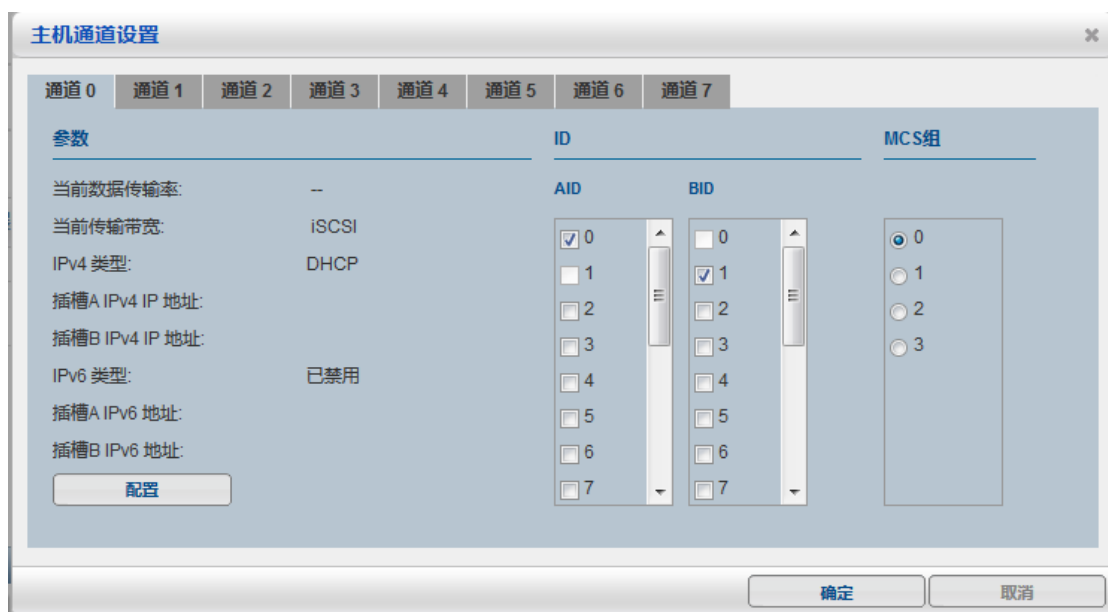 主机通道设置
通道 0 通道 1 通道 2 通道 3 通道 4 通道 5 通道 6 通道 7
参数 ID MCS组
当前数据传输率: -- AID BID
当前传输带宽: iSCSI 0 0 0
IPv4 类型: DHCP 1 1 1
插槽A IPv4 IP 地址: 2 2 2
插槽B IPv4 IP 地址: 3 3 3
IPv6 类型: 已禁用 4 4
插槽A IPv6 地址: 5 5
插槽B IPv6 地址: 6 6
配置 7 7
确定 取消